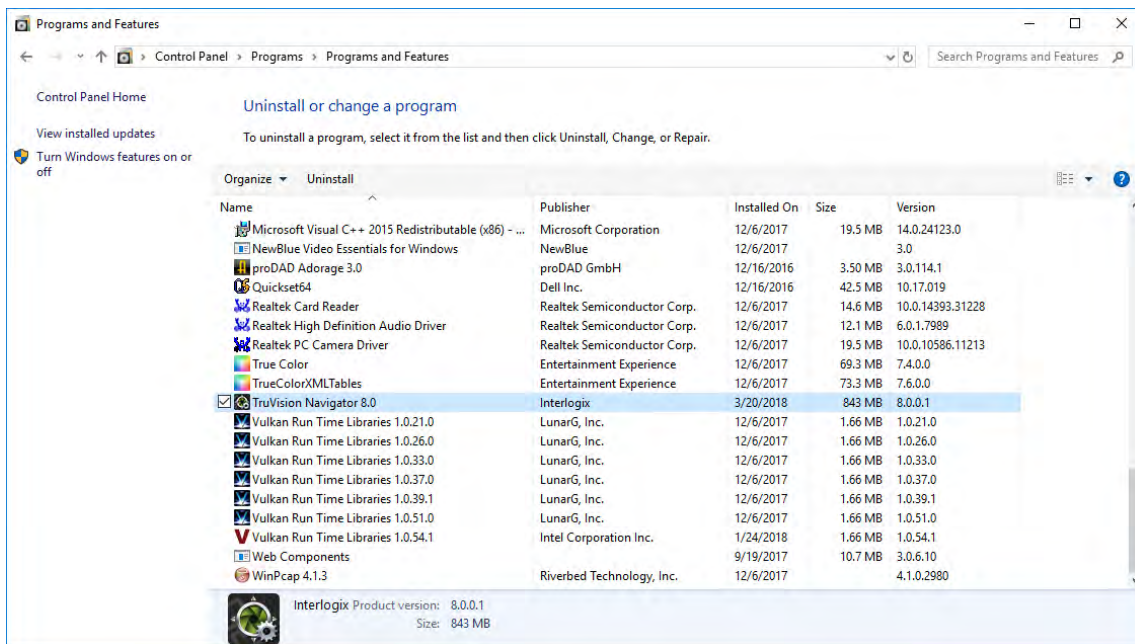 Programs and Features
Control Panel > Programs > Programs and Features
Search Programs and Features
Control Panel Home
View installed updates
Turn Windows features on or
off
Uninstall or change a program
To uninstall a program, select it from the list and then click Uninstall, Change, or Repair.
Organize Uninstall
Name Publisher Installed On Size Version
Microsoft Visual C++ 2015 Redistributable (x86) - ... Microsoft Corporation 12/6/2017 19.5 MB 14.0.24123.0
NewBlue Video Essentials for Windows NewBlue 12/6/2017 3.0
proDAD Adorage 3.0 proDAD GmbH 12/16/2016 3.50 MB 3.0.114.1
Quickset64 Dell Inc. 12/16/2016 42.5 MB 10.17.019
Realtek Card Reader Realtek Semiconductor Corp. 12/6/2017 14.6 MB 10.0.14393.31228
Realtek High Definition Audio Driver Realtek Semiconductor Corp. 12/6/2017 12.1 MB 6.0.1.7989
Realtek PC Camera Driver Realtek Semiconductor Corp. 12/6/2017 19.5 MB 10.0.10586.11213
True Color Entertainment Experience 12/6/2017 69.3 MB 7.4.0.0
TrueColorXMLTables Entertainment Experience 12/6/2017 73.3 MB 7.6.0.0
TruVision Navigator 8.0 Interlogix 3/20/2018 843 MB 8.0.0.1
Vulkan Run Time Libraries 1.0.21.0 LunarG, Inc. 12/6/2017 1.66 MB 1.0.21.0
Vulkan Run Time Libraries 1.0.26.0 LunarG, Inc. 12/6/2017 1.66 MB 1.0.26.0
Vulkan Run Time Libraries 1.0.33.0 LunarG, Inc. 12/6/2017 1.66 MB 1.0.33.0
Vulkan Run Time Libraries 1.0.37.0 LunarG, Inc. 12/6/2017 1.66 MB 1.0.37.0
Vulkan Run Time Libraries 1.0.39.1 LunarG, Inc. 12/6/2017 1.66 MB 1.0.39.1
Vulkan Run Time Libraries 1.0.51.0 LunarG, Inc. 12/6/2017 1.66 MB 1.0.51.0
Vulkan Run Time Libraries 1.0.54.1 Intel Corporation Inc. 1/24/2018 1.66 MB 1.0.54.1
Web Components 9/19/2017 10.7 MB 3.0.6.10
WinPcap 4.1.3 Riverbed Technology, Inc. 12/6/2017 4.1.0.2980
Interlogix Product version: 8.0.0.1
Size: 843 MB